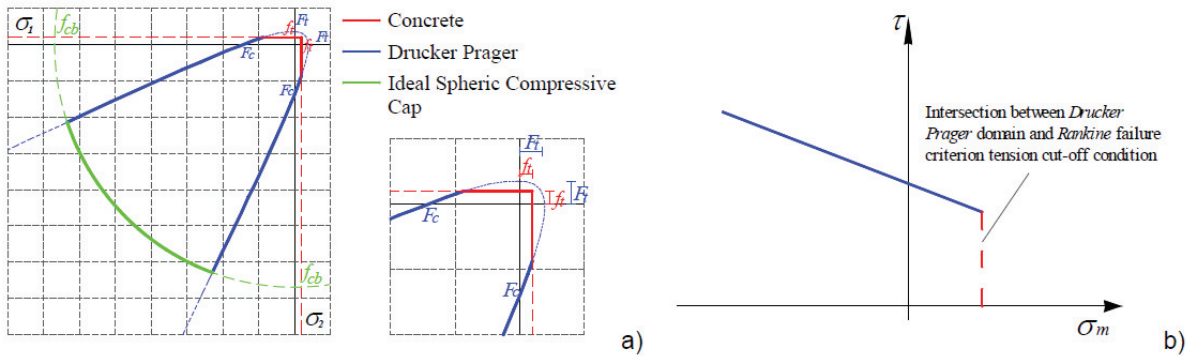 σ1
fcb
Ft
ft
Ft
ft
Fc
Fc
fcb
σ2
Concrete
Drucker Prager
Ideal Spheric Compressive
Cap
Ft
ft
ft
Ft
Fc
Fc
a)
τ
Intersection between Drucker
Prager domain and Rankine failure
criterion tension cut-off condition
σm
b)